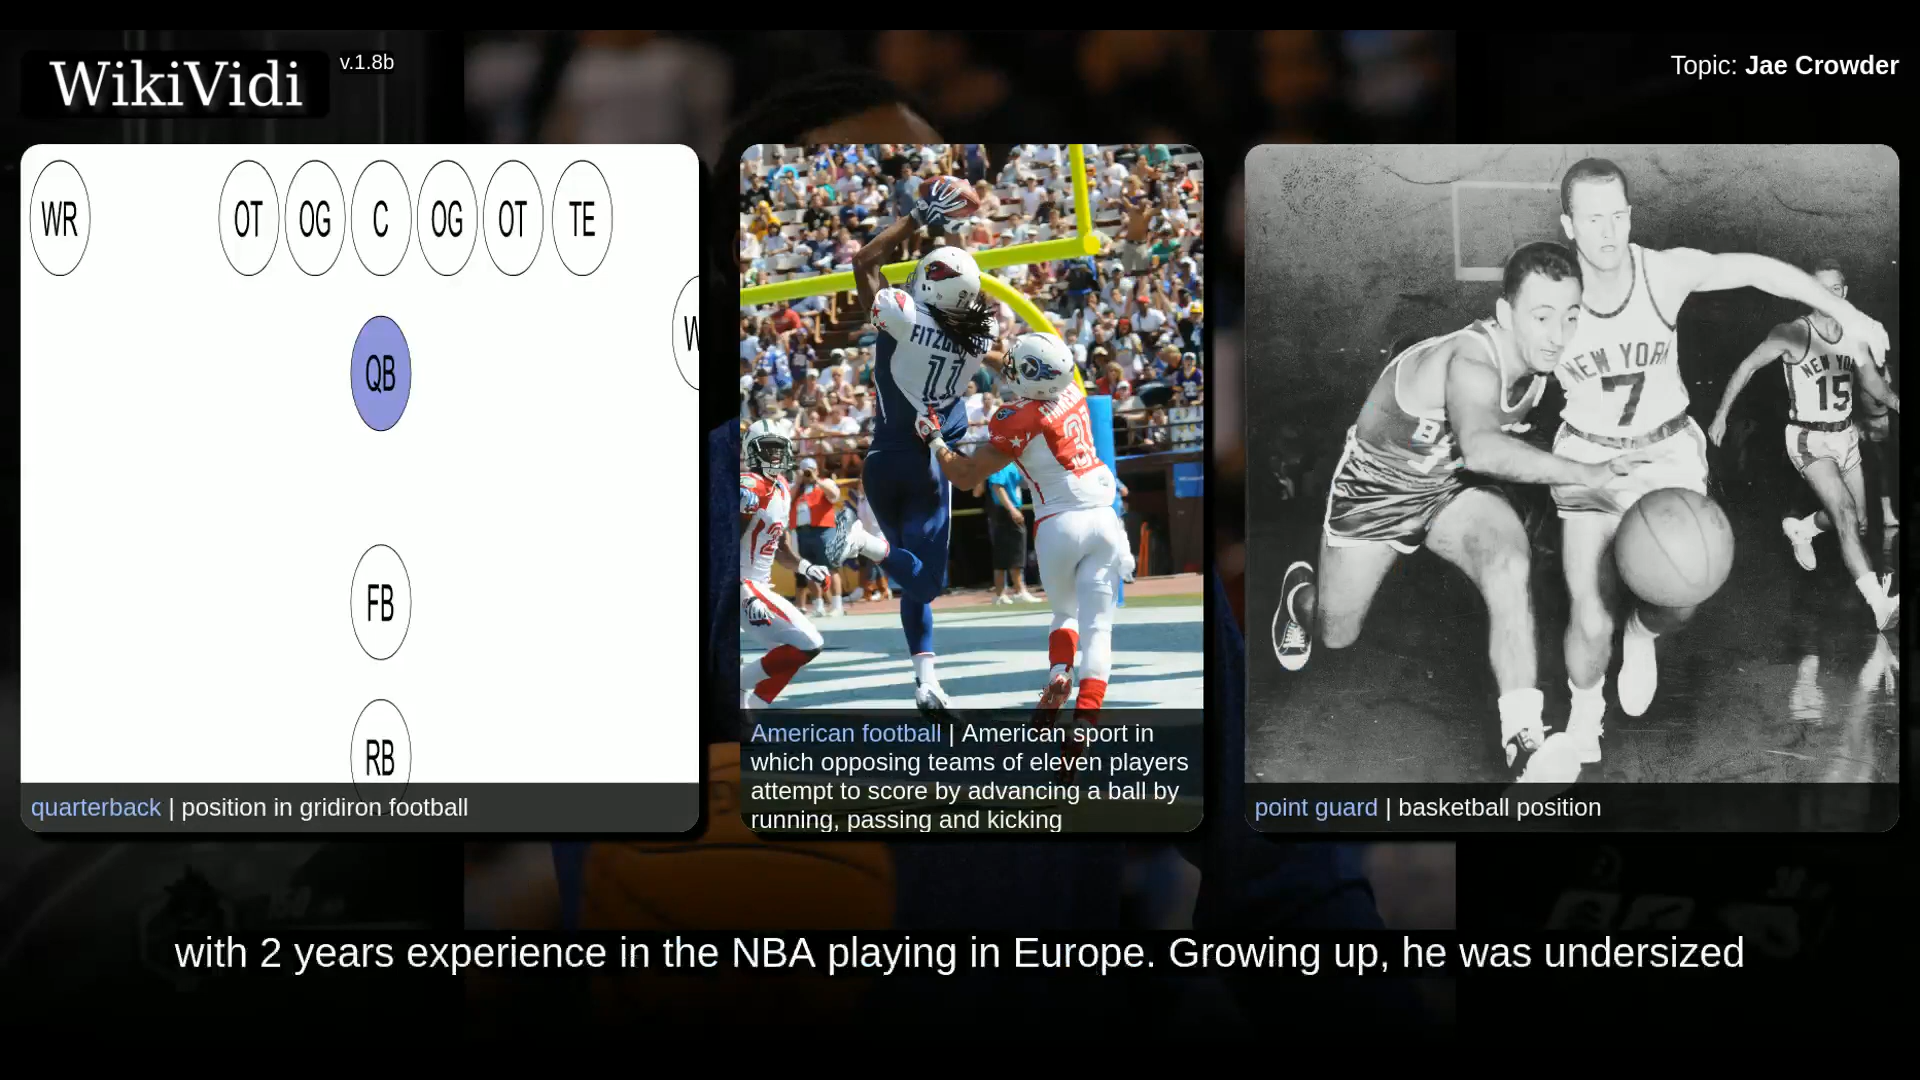 WikiVidi
v.1.8b
Topic: Jae Crowder
WR
OT
OG
C
OG
OT
TE
W
QB
FB
RB
quarterback | position in gridiron football
11
American football | American sport in
which opposing teams of eleven players
attempt to score by advancing a ball by
running, passing and kicking
NEW YORK
7
NEW YO
15
point guard | basketball position
with 2 years experience in the NBA playing in Europe. Growing up, he was undersized